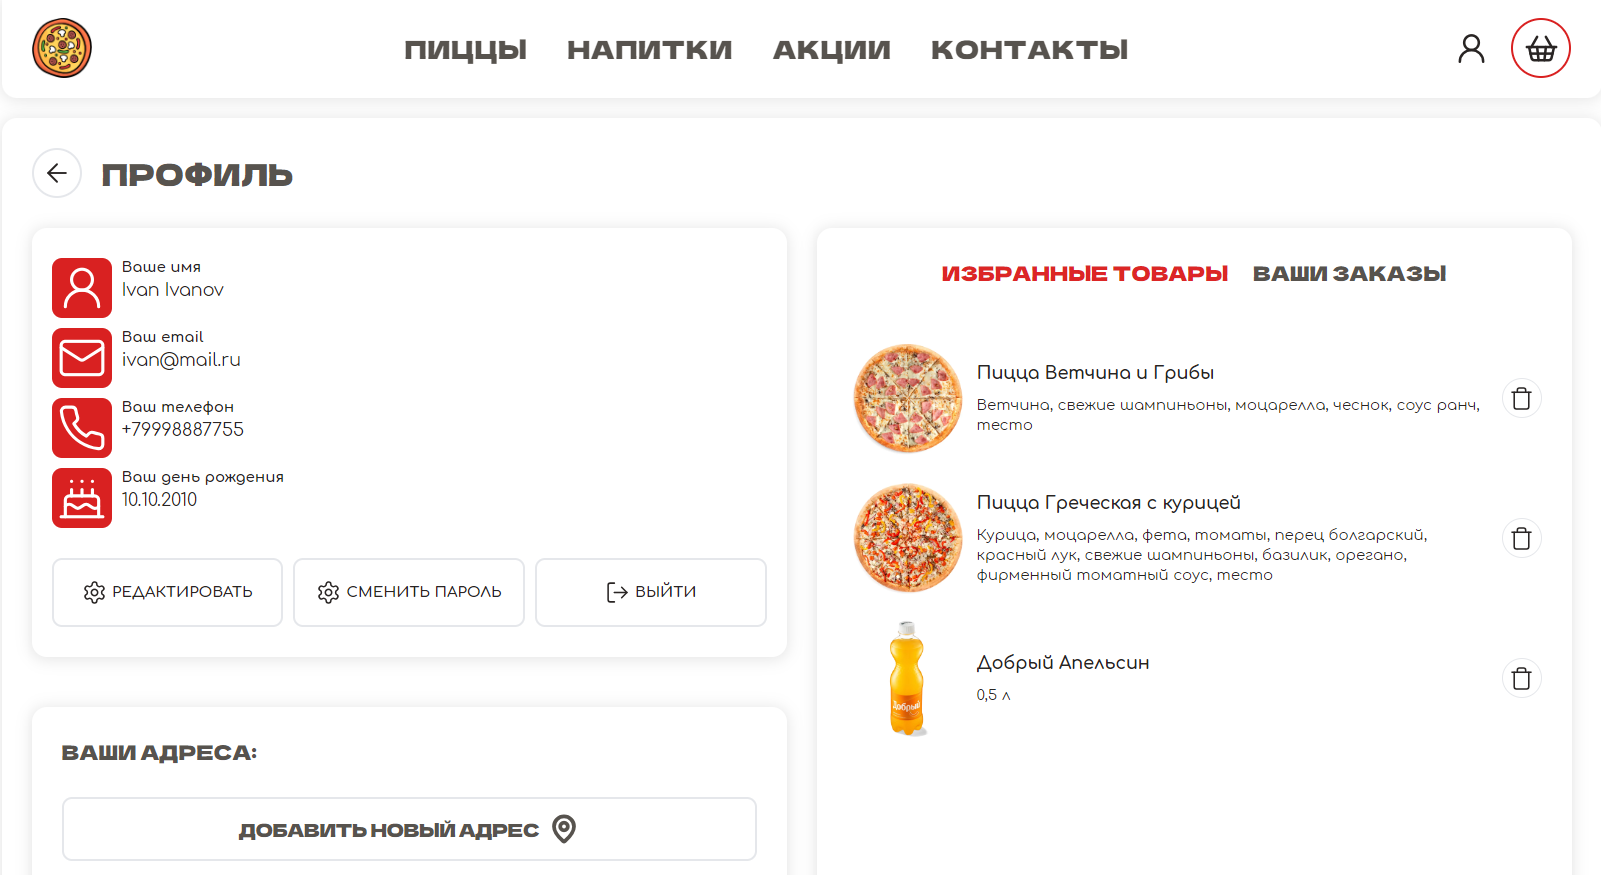 ПИЦЦЫ НАПИТКИ АКЦИИ КОНТАКТЫ
ПРОФИЛЬ
Ваше имя
Ivan Ivanov
Ваш email
ivan@mail.ru
Ваш телефон
+79998887755
Ваш день рождения
10.10.2010
РЕДАКТИРОВАТЬ СМЕНИТЬ ПАРОЛЬ ВЫЙТИ
ВАШИ АДРЕСА:
ДОБАВИТЬ НОВЫЙ АДРЕС
ИЗБРАННЫЕ ТОВАРЫ ВАШИ ЗАКАЗЫ
Пицца Ветчина и Грибы
Ветчина, свежие шампиньоны, моцарелла, чеснок, соус ранч,
тесто
Пицца Греческая с курицей
Курица, моцарелла, фета, томаты, перец болгарский,
красный лук, свежие шампиньоны, базилик, орегано,
фирменный томатный соус, тесто
Добрый
Добрый Апельсин
0,5 л